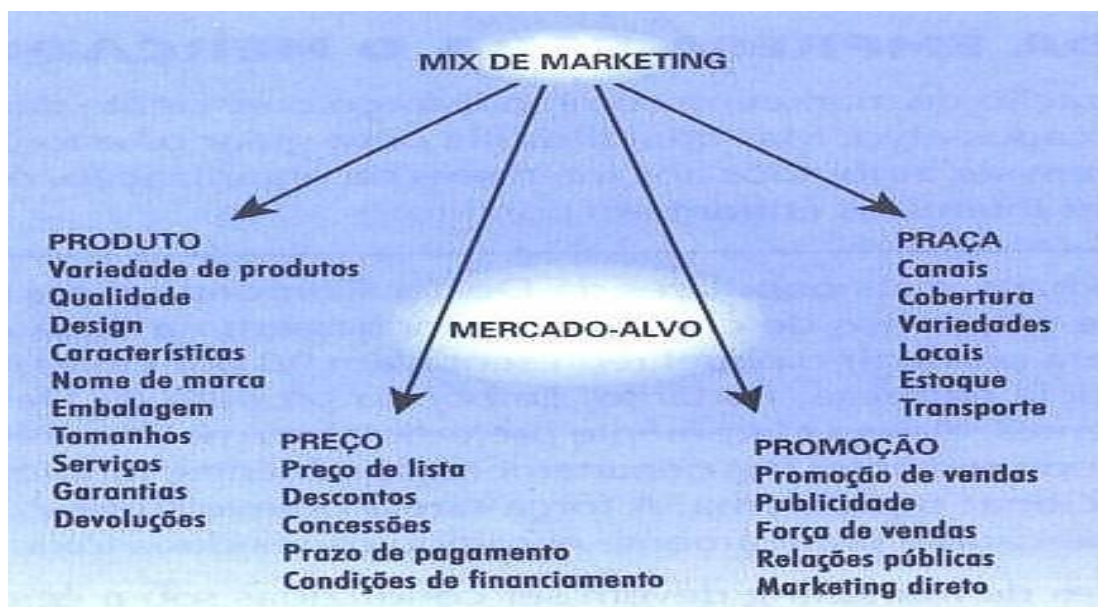 MIX DE MARKETING
PRODUTO
Variedade de produtos
Qualidade
Design
Características
Nome de marca
Embalagem
Tamanhos
Serviços
Garantias
Devoluções
PREÇO
Preço de lista
Descontos
Concessões
Prazo de pagamento
Condições de financiamento
MERCADO-ALVO
PROMOÇÃO
Promoção de vendas
Publicidade
Força de vendas
Relações públicas
Marketing direto
PRAÇA
Canais
Cobertura
Variedades
Locais
Estoque
Transporte